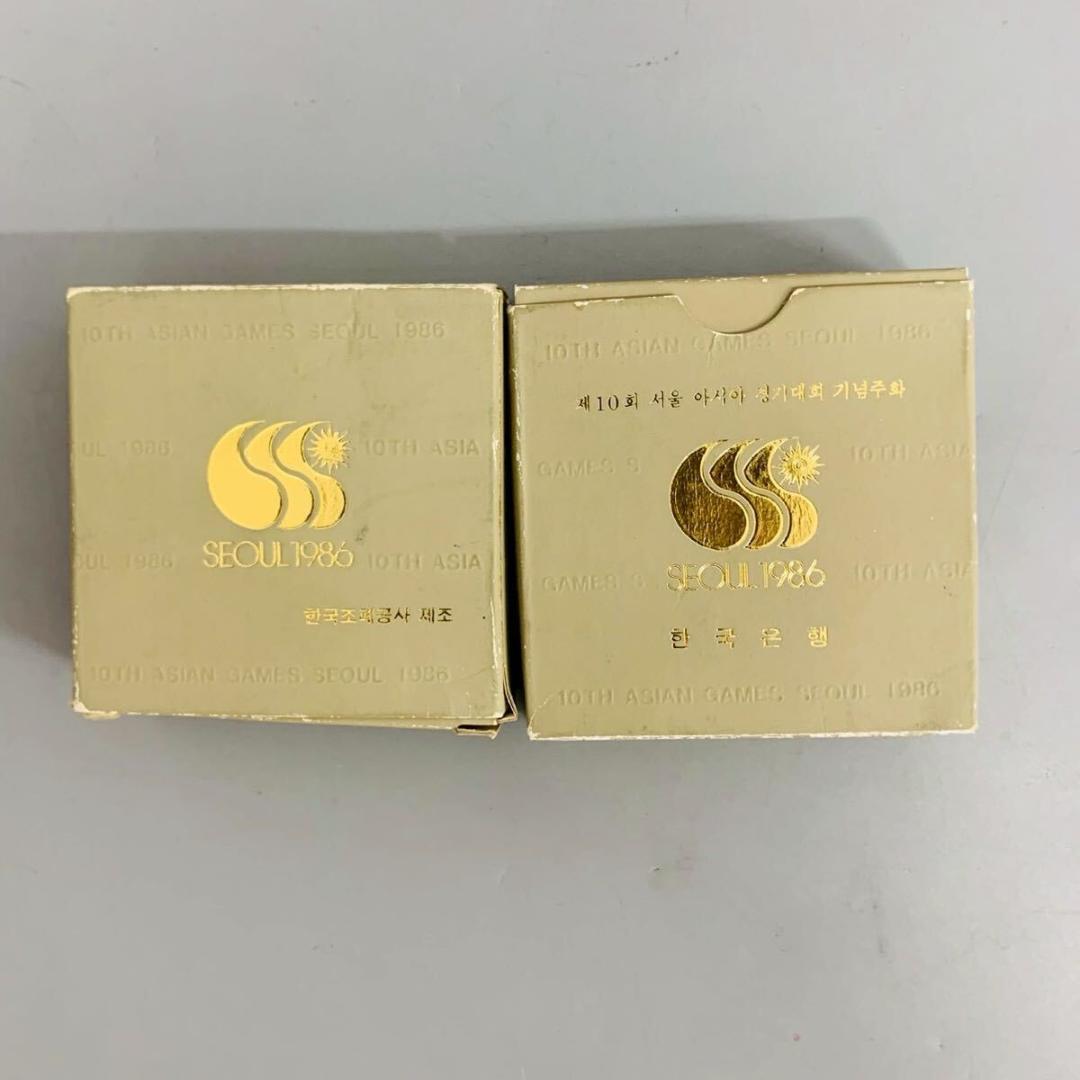 10TH ASIAN GAMES SEOUL 1986
UL 1986
10TH ASIA
SEOUL 1986
OUL 1986
10TH ASIA
한국조폐공사 제조
10TH ASIAN GAMES SEOUL 1986
10TH ASIAN GAMES SEOUL 1986
제10회 서울 아시아 경기대회 기념주화
GAMES S
10TH ASIA
SEOUL 1986
GAMES S
10TH ASIA
한국은행
10TH ASIAN GAMES SEOUL 1986